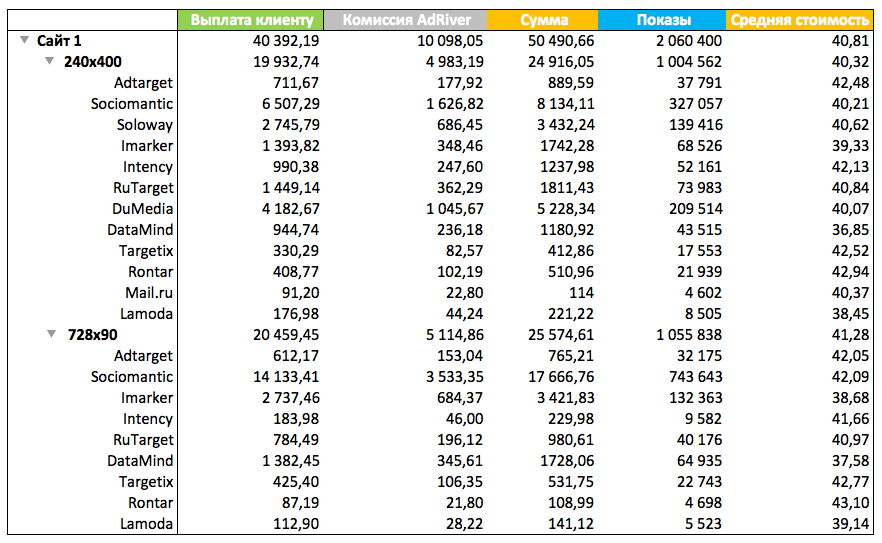 Выплата клиенту Комиссия AdRiver Сумма Показы Средняя стоимость
Сайт 1 40 392,19 10 098,05 50 490,66 2 060 400 40,81
240x400 19 932,74 4 983,19 24 916,05 1 004 562 40,32
Adtarget 711,67 177,92 889,59 37 791 42,48
Sociomantic 6 507,29 1 626,82 8 134,11 327 057 40,21
Soloway 2 745,79 686,45 3 432,24 139 416 40,62
Imarker 1 393,82 348,46 1742,28 68 526 39,33
Intency 990,38 247,60 1237,98 52 161 42,13
RuTarget 1 449,14 362,29 1811,43 73 983 40,84
DuMedia 4 182,67 1 045,67 5 228,34 209 514 40,07
DataMind 944,74 236,18 1180,92 43 515 36,85
Targetix 330,29 82,57 412,86 17 553 42,52
Rontar 408,77 102,19 510,96 21 939 42,94
Mail.ru 91,20 22,80 114 4 602 40,37
Lamoda 176,98 44,24 221,22 8 505 38,45
728x90 20 459,45 5 114,86 25 574,61 1 055 838 41,28
Adtarget 612,17 153,04 765,21 32 175 42,05
Sociomantic 14 133,41 3 533,35 17 666,76 743 643 42,09
Imarker 2 737,46 684,37 3 421,83 132 363 38,68
Intency 183,98 46,00 229,98 9 582 41,66
RuTarget 784,49 196,12 980,61 40 176 40,97
DataMind 1 382,45 345,61 1728,06 64 935 37,58
Targetix 425,40 106,35 531,75 22 743 42,77
Rontar 87,19 21,80 108,99 4 698 43,10
Lamoda 112,90 28,22 141,12 5 523 39,14